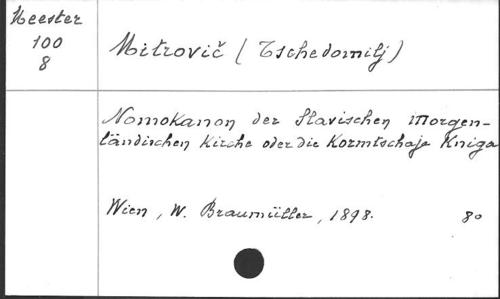 Meester
100
8
Mitrovič (Tschedomilj)
Nomokanon der Slavischen Morgen-
ländischen Kirche oder die Kormtschaja Kniga
Wien, W. Braumüller, 1898. 8o